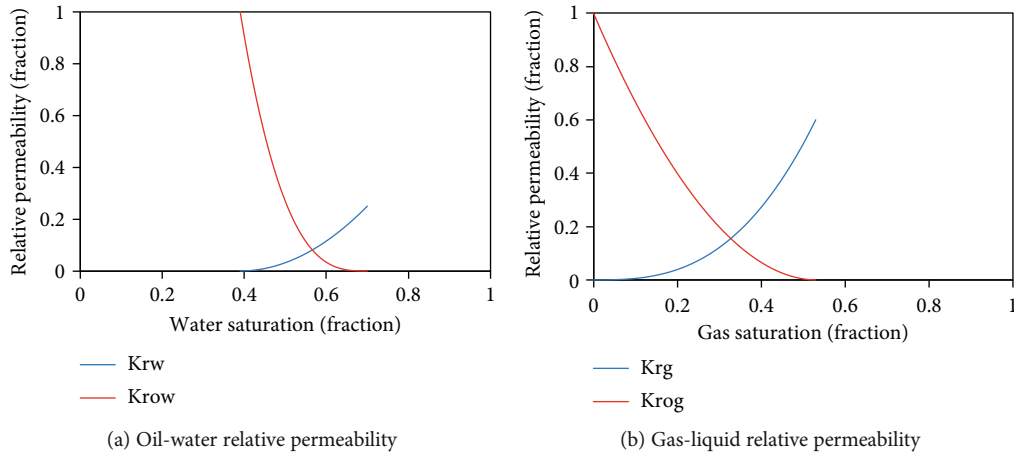 Relative permeability (fraction)
1
0.8
0.6
0.4
0.2
0
0 0.2 0.4 0.6 0.8 1
Water saturation (fraction)
Krw
Krow
(a) Oil-water relative permeability
Relative permeability (fraction)
1
0.8
0.6
0.4
0.2
0
0 0.2 0.4 0.6 0.8 1
Gas saturation (fraction)
Krg
Krog
(b) Gas-liquid relative permeability